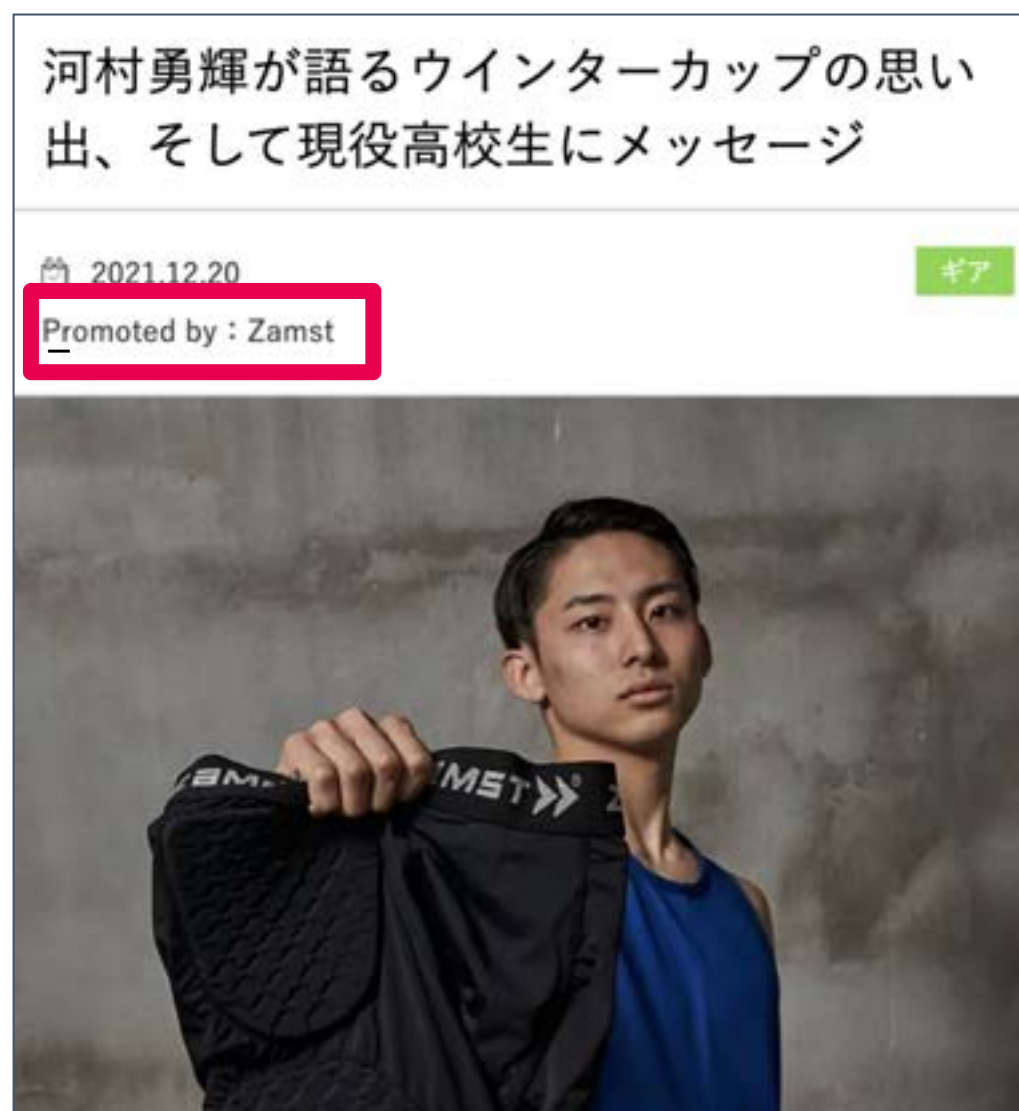 河村勇輝が語るウインターカップの思い
出、そして現役高校生にメッセージ
2021.12.20
ギア
Promoted by：Zamst
ZAMST